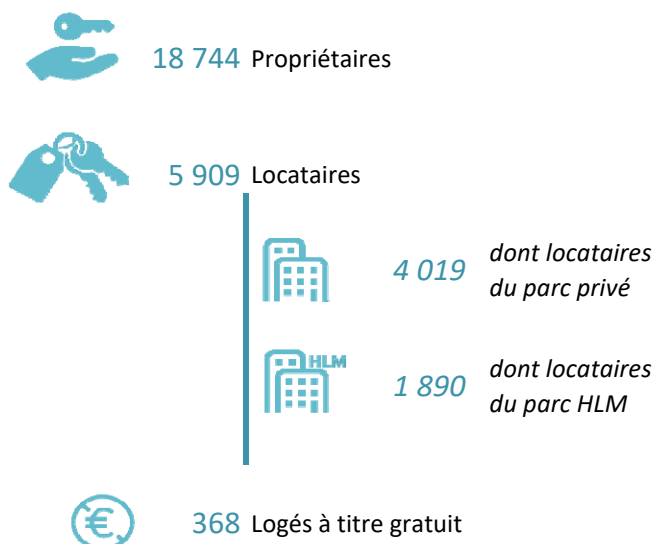 18 744 Propriétaires
5 909 Locataires
4 019 dont locataires
du parc privé
HLM
1 890 dont locataires
du parc HLM
€
368 Logés à titre gratuit